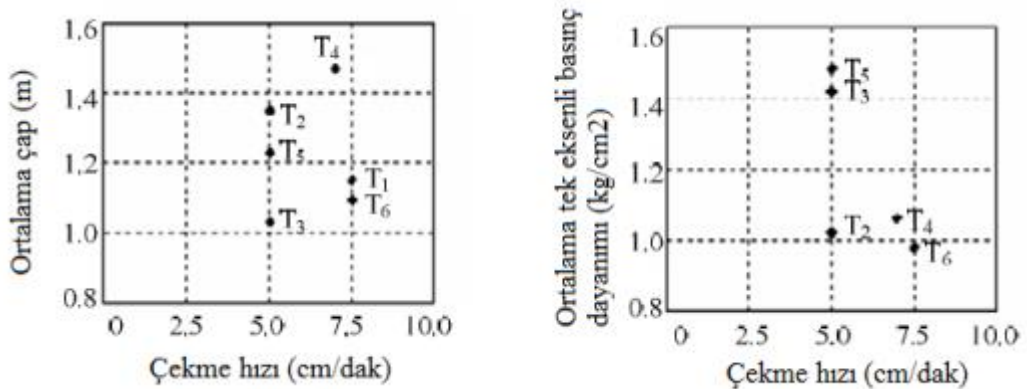 Ortalama çap (m)
1.6
1.4
1.2
1.0
0.8
T4
T2
T5
T1
T6
T3
0 2,5 5,0 7,5 10,0
Çekme hızı (cm/dak)
Ortalama tek eksenli basınç
dayanımı (kg/cm2)
1.6
1.4
1.2
1.0
0.8
T5
T3
T2
T4
T6
0 2,5 5,0 7,5 10,0
Çekme hızı (cm/dak)